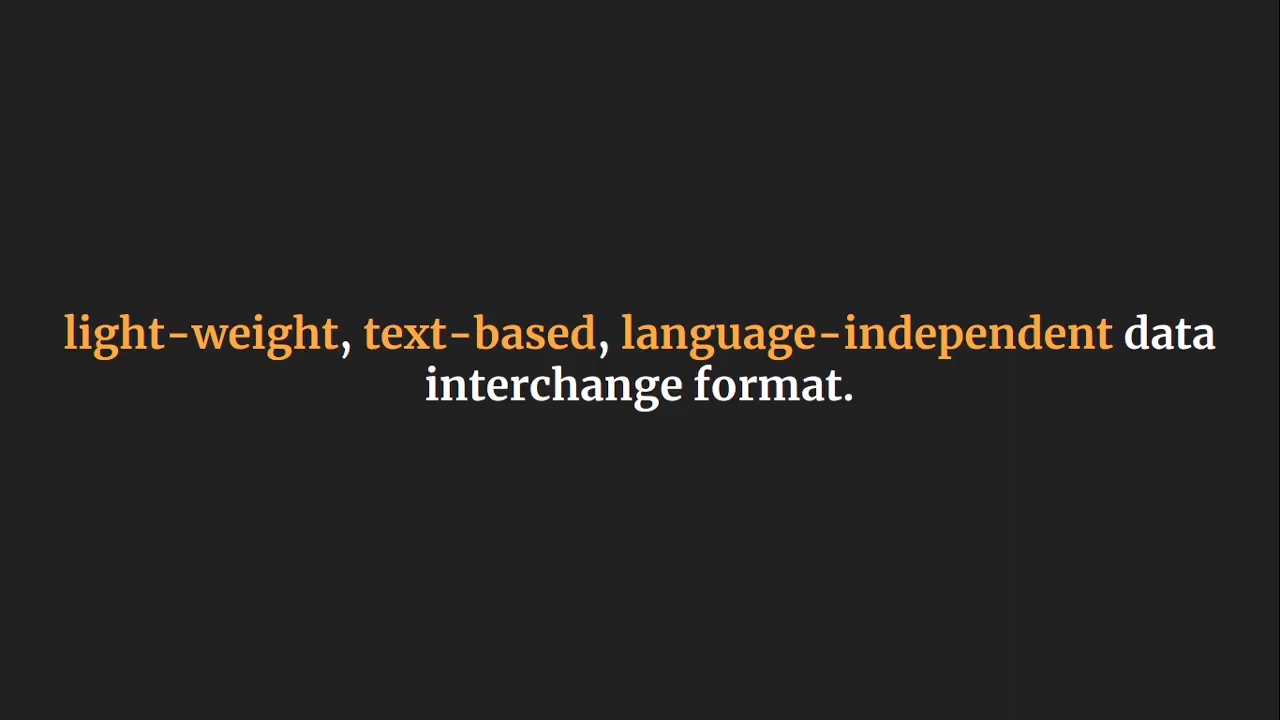 light-weight, text-based, language-independent data
interchange format.